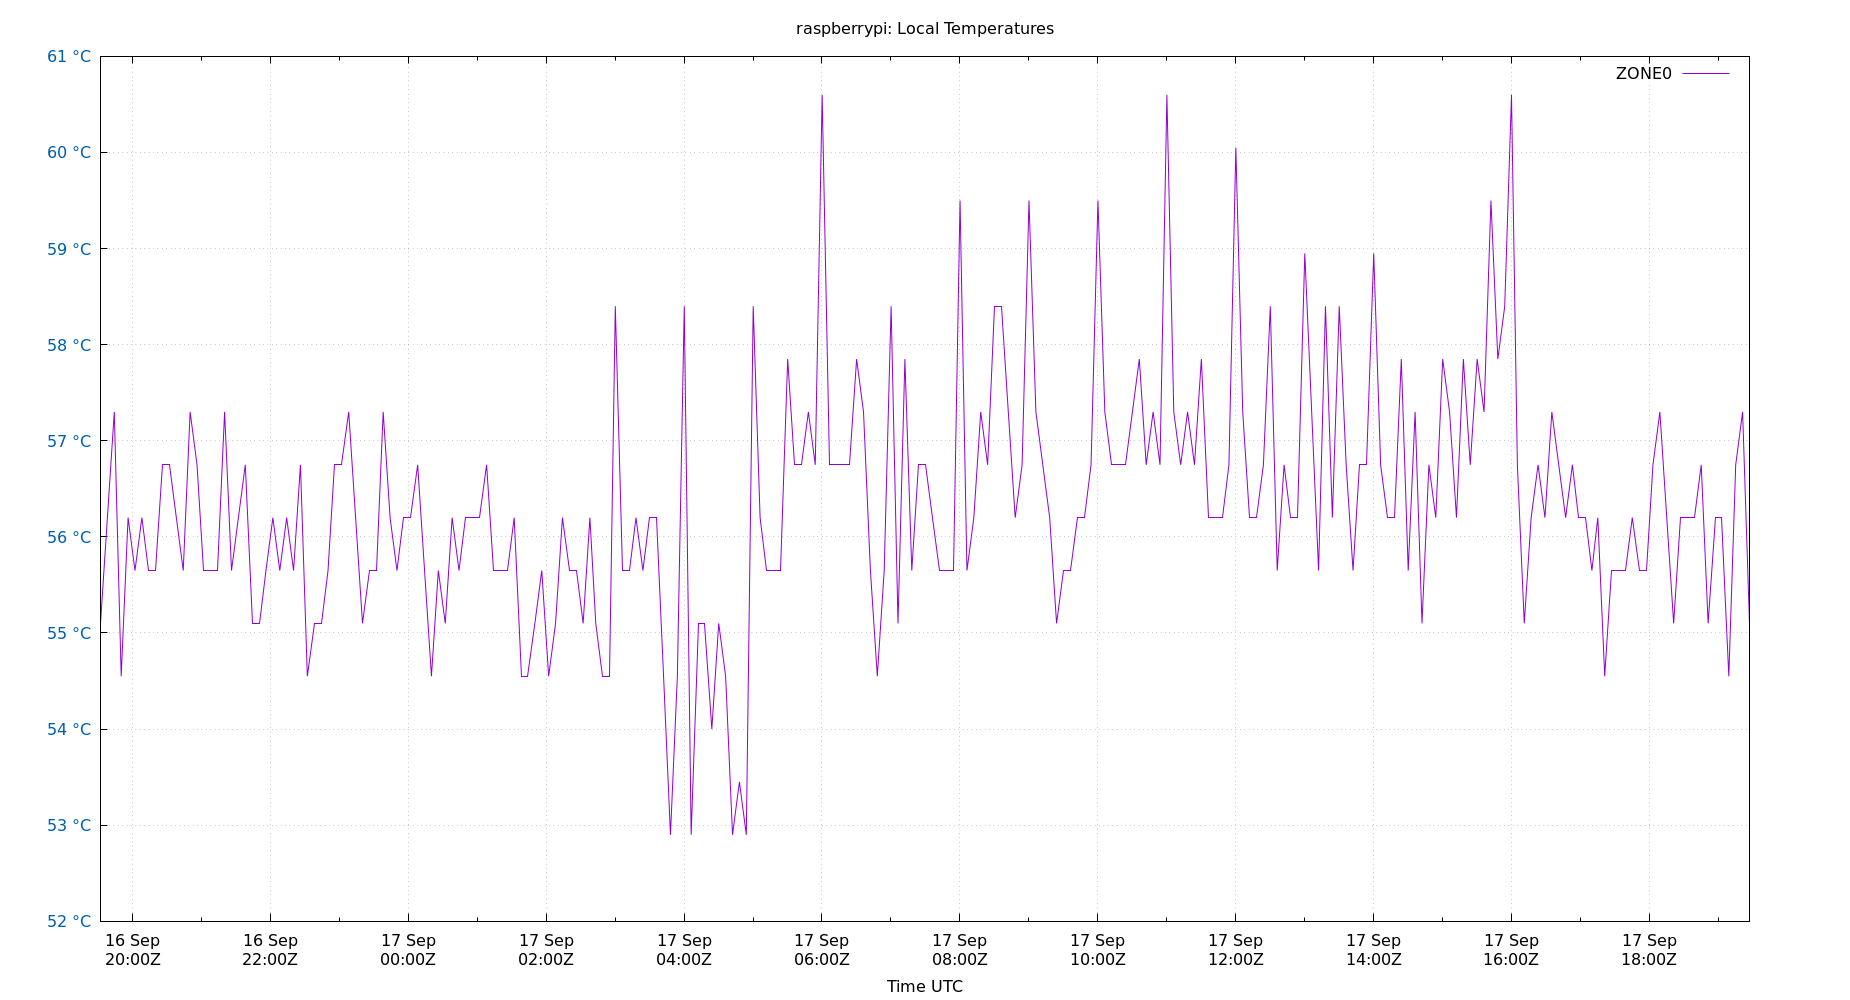 raspberrypi: Local Temperatures
61 °C
ZONE0
60 °C
59 °C
58 °C
57 °C
56 °C
55 °C
54 °C
53 °C
52 °C
16 Sep 16 Sep 17 Sep 17 Sep 17 Sep 17 Sep 17 Sep 17 Sep 17 Sep 17 Sep 17 Sep 17 Sep
20:00Z 22:00Z 00:00Z 02:00Z 04:00Z 06:00Z 08:00Z 10:00Z 12:00Z 14:00Z 16:00Z 18:00Z
Time UTC